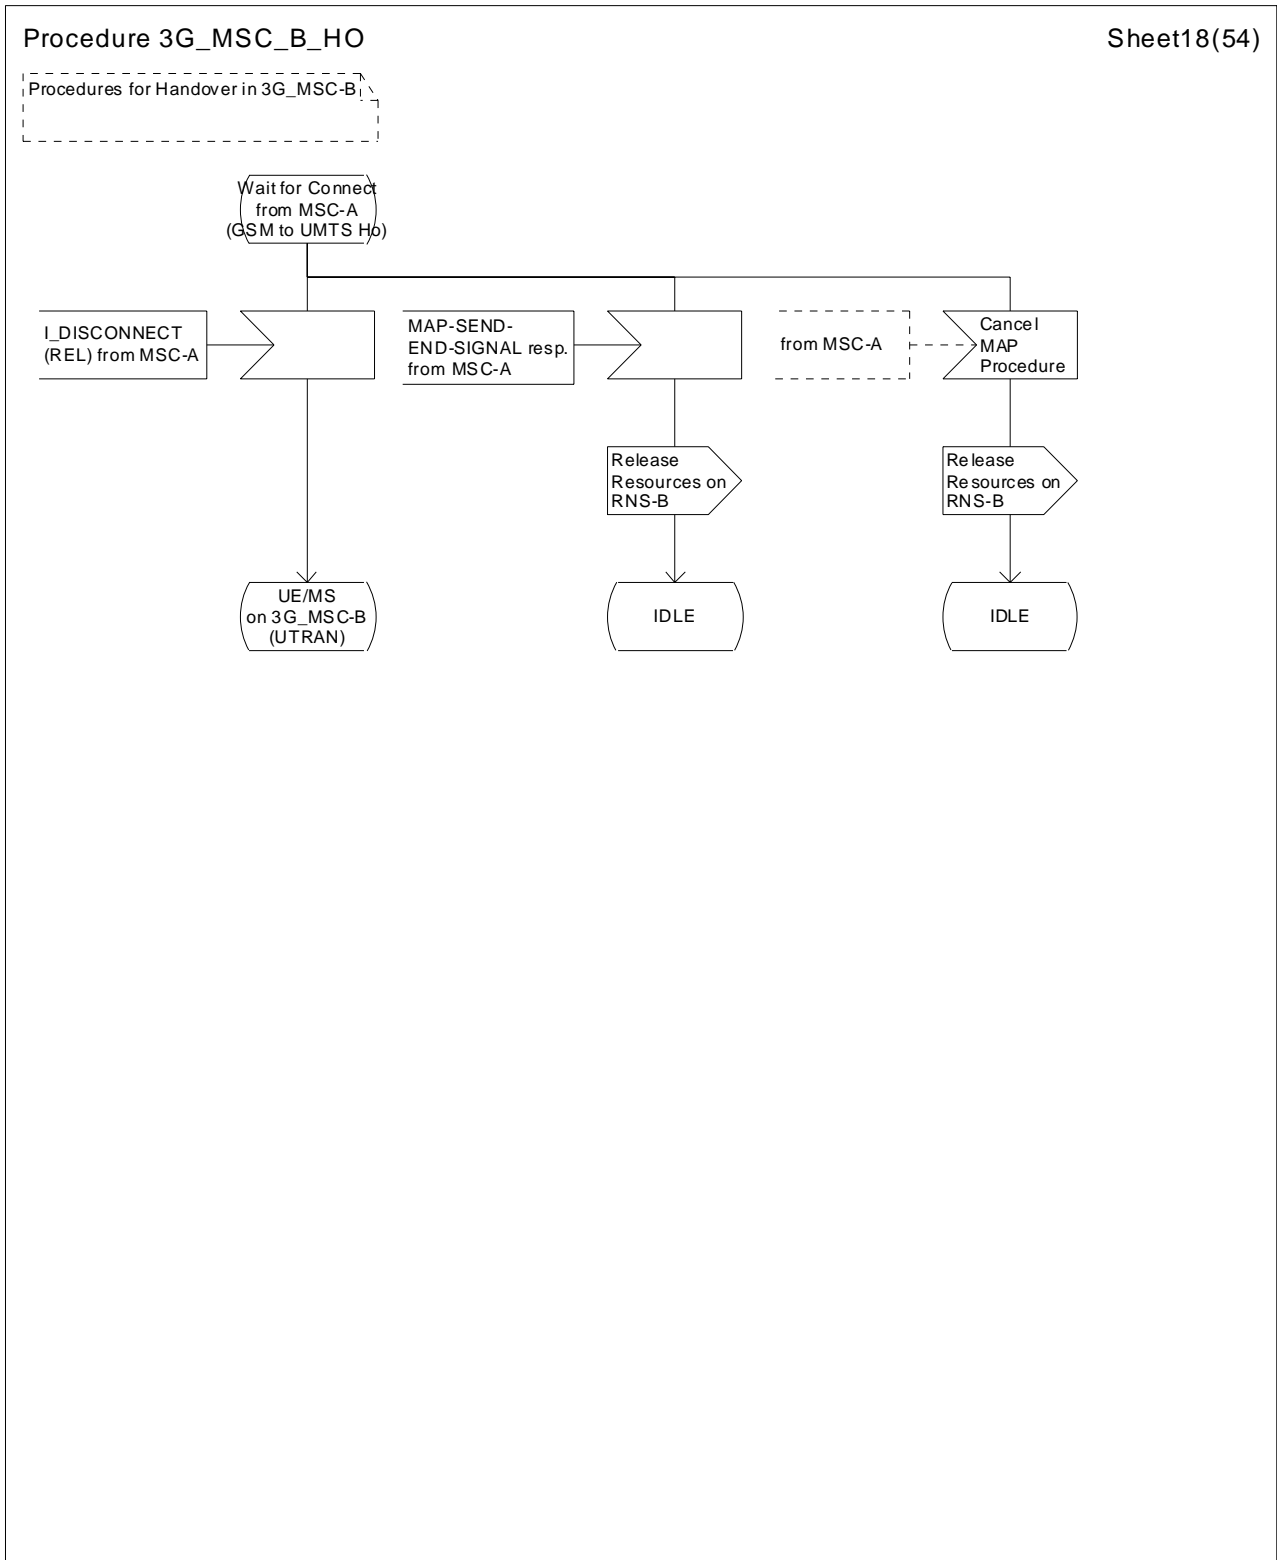 Procedure 3G_MSC_B_HO
Sheet18(54)
Procedures for Handover in 3G_MSC-B
Wait for Connect
from MSC-A
(GSM to UMTS Ho)
I_DISCONNECT
(REL) from MSC-A
MAP-SEND-
END-SIGNAL resp.
from MSC-A
from MSC-A
Cancel
MAP
Procedure
Release
Resources on
RNS-B
Release
Resources on
RNS-B
UE/MS
on 3G_MSC-B
(UTRAN)
IDLE
IDLE